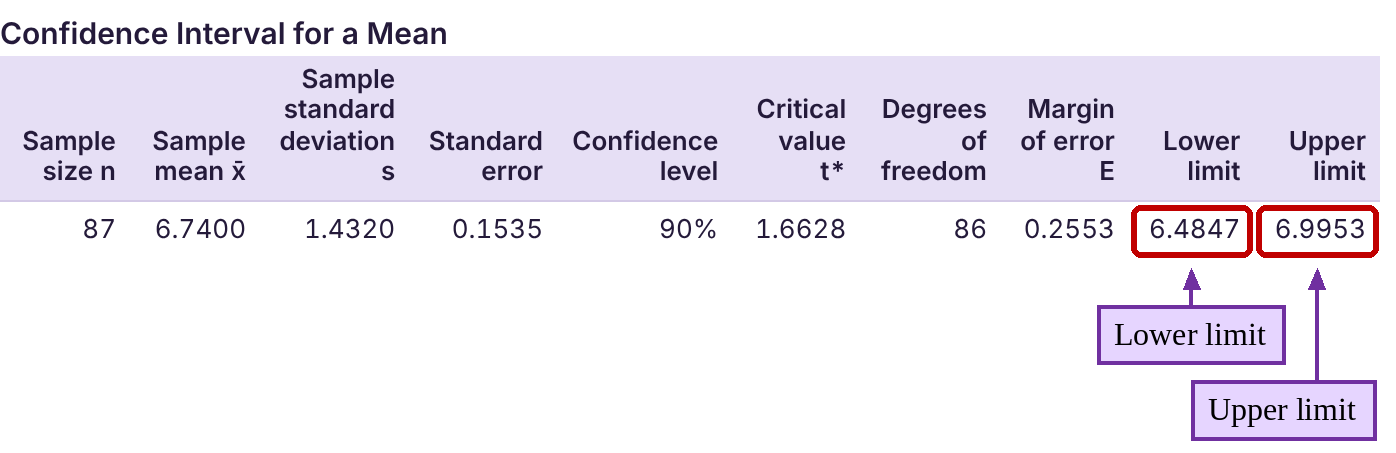 Confidence Interval for a Mean
Sample size n
Sample mean x̄
Sample standard deviation s
Standard error
Confidence level
Critical value t*
Degrees of freedom
Margin of error E
Lower limit
Upper limit
87 6.7400 1.4320 0.1535 90% 1.6628 86 0.2553 6.4847 6.9953
Lower limit
Upper limit